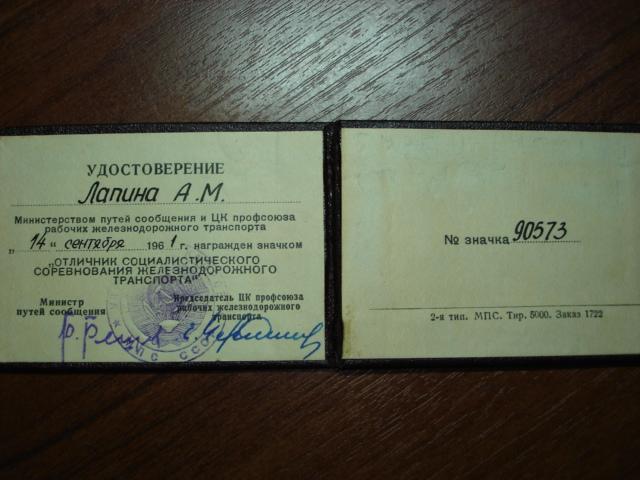 УДОСТОВЕРЕНИЕ
Лапина А.М.
Министерством путей сообщения и ЦК профсоюза
рабочих железнодорожного транспорта
„14" сентября 1961 г. награжден значком
„ОТЛИЧНИК СОЦИАЛИСТИЧЕСКОГО
СОРЕВНОВАНИЯ ЖЕЛЕЗНОДОРОЖНОГО
ТРАНСПОРТА"
Министр
путей сообщения
Председатель ЦК профсоюза
рабочих железнодорожного
транспорта
МПС СССР
№ значка 90573
2-я тип. МПС. Тир. 5000. Заказ 1722